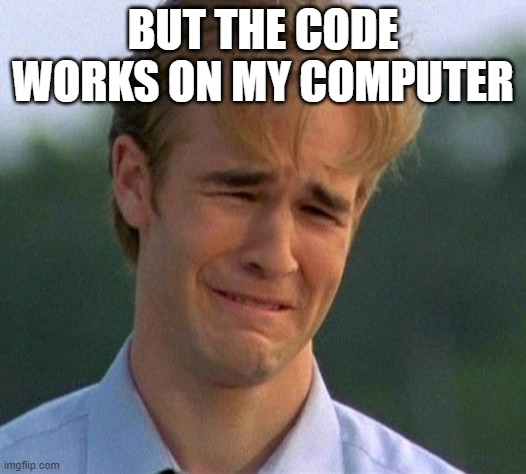 BUT THE CODE
WORKS ON MY COMPUTER
imgflip.com